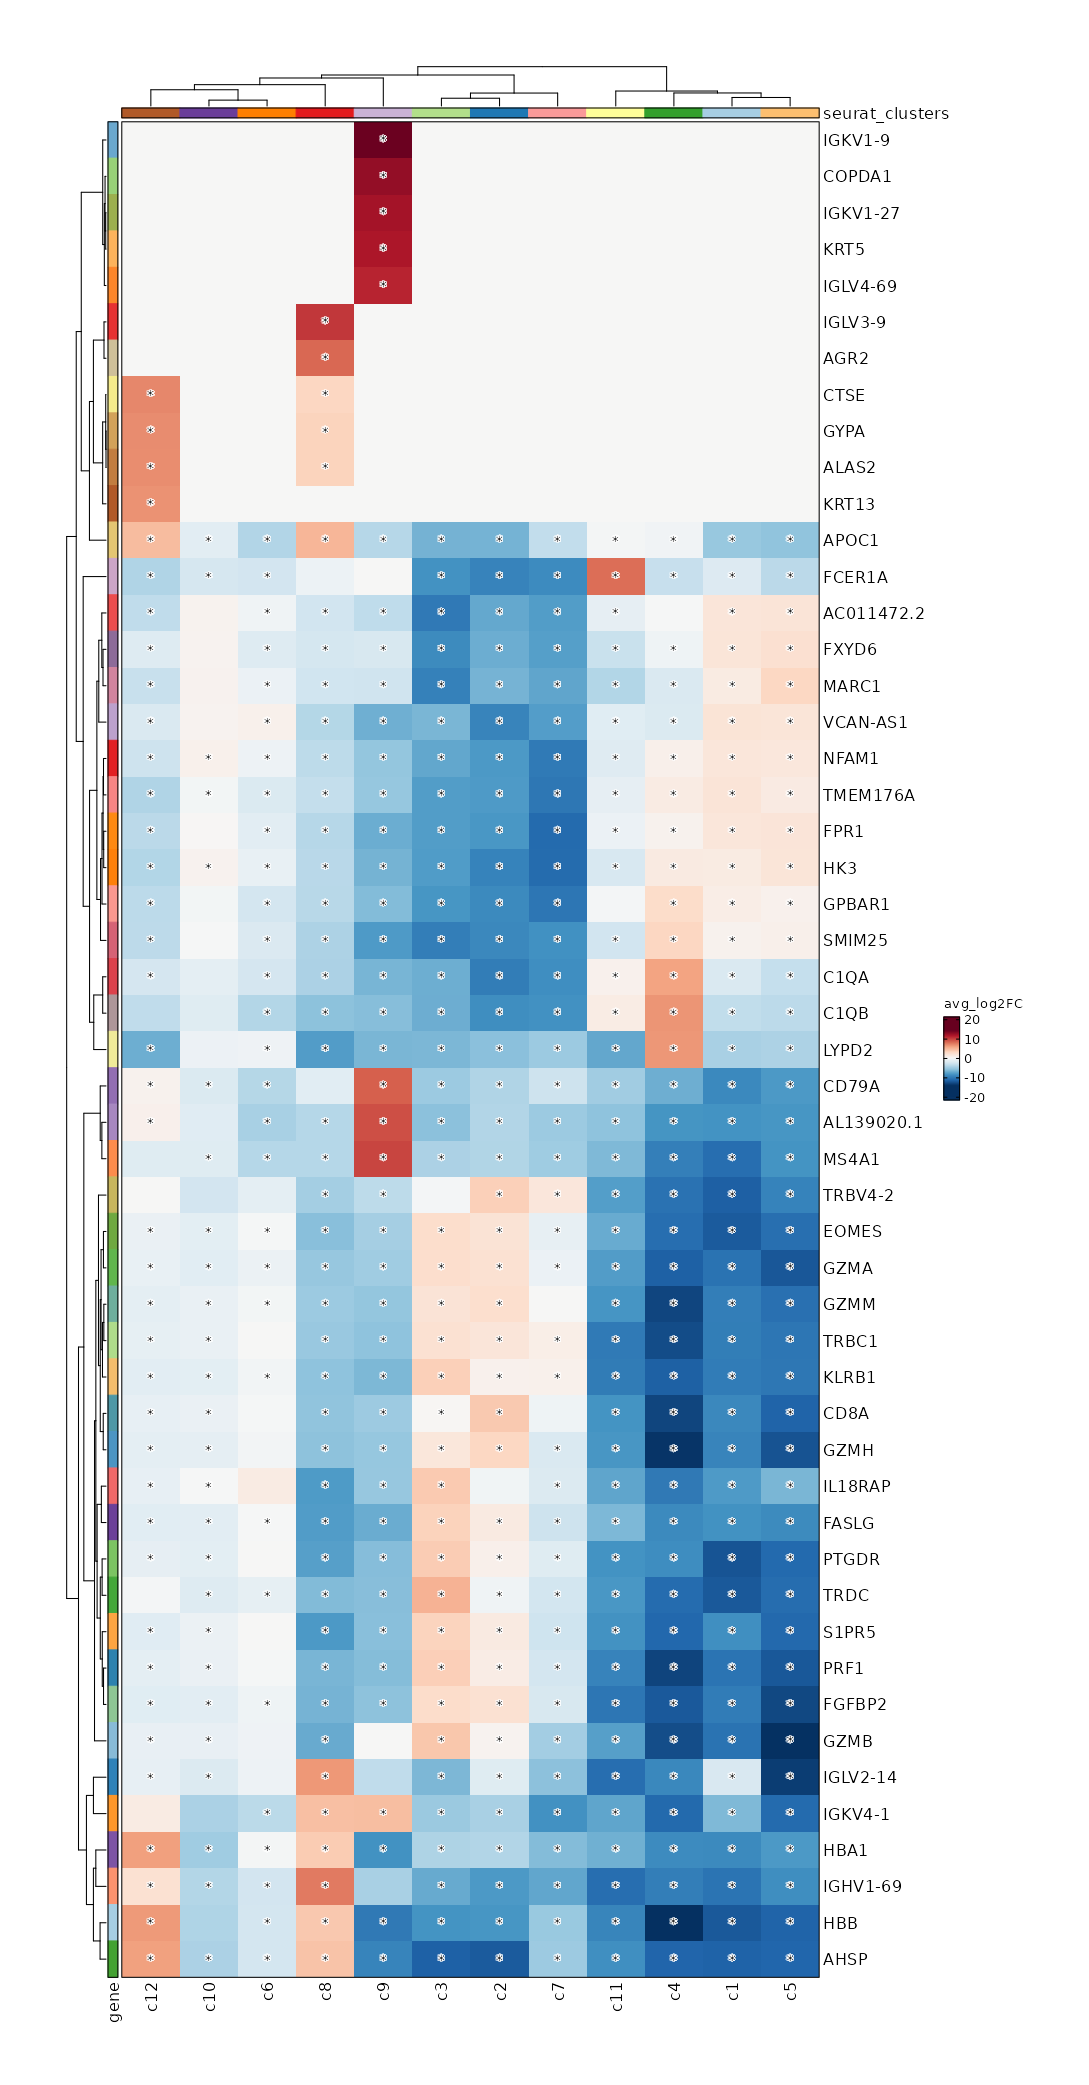 seurat_clusters
IGKV1-9
COPDA1
IGKV1-27
KRT5
IGLV4-69
IGLV3-9
AGR2
CTSE
GYPA
ALAS2
KRT13
APOC1
FCER1A
AC011472.2
FXYD6
MARC1
VCAN-AS1
NFAM1
TMEM176A
FPR1
HK3
GPBAR1
SMIM25
C1QA
avg_log2FC
C1QB
20
10
LYPD2
0
CD79A
-10
-20
AL139020.1
MS4A1
TRBV4-2
EOMES
GZMA
GZMM
TRBC1
KLRB1
CD8A
GZMH
IL18RAP
FASLG
PTGDR
TRDC
S1PR5
PRF1
FGFBP2
GZMB
IGLV2-14
IGKV4-1
HBA1
IGHV1-69
HBB
AHSP
gene c12 c10 c6 c8 c9 c3 c2 c7 c11 c4 c1 c5